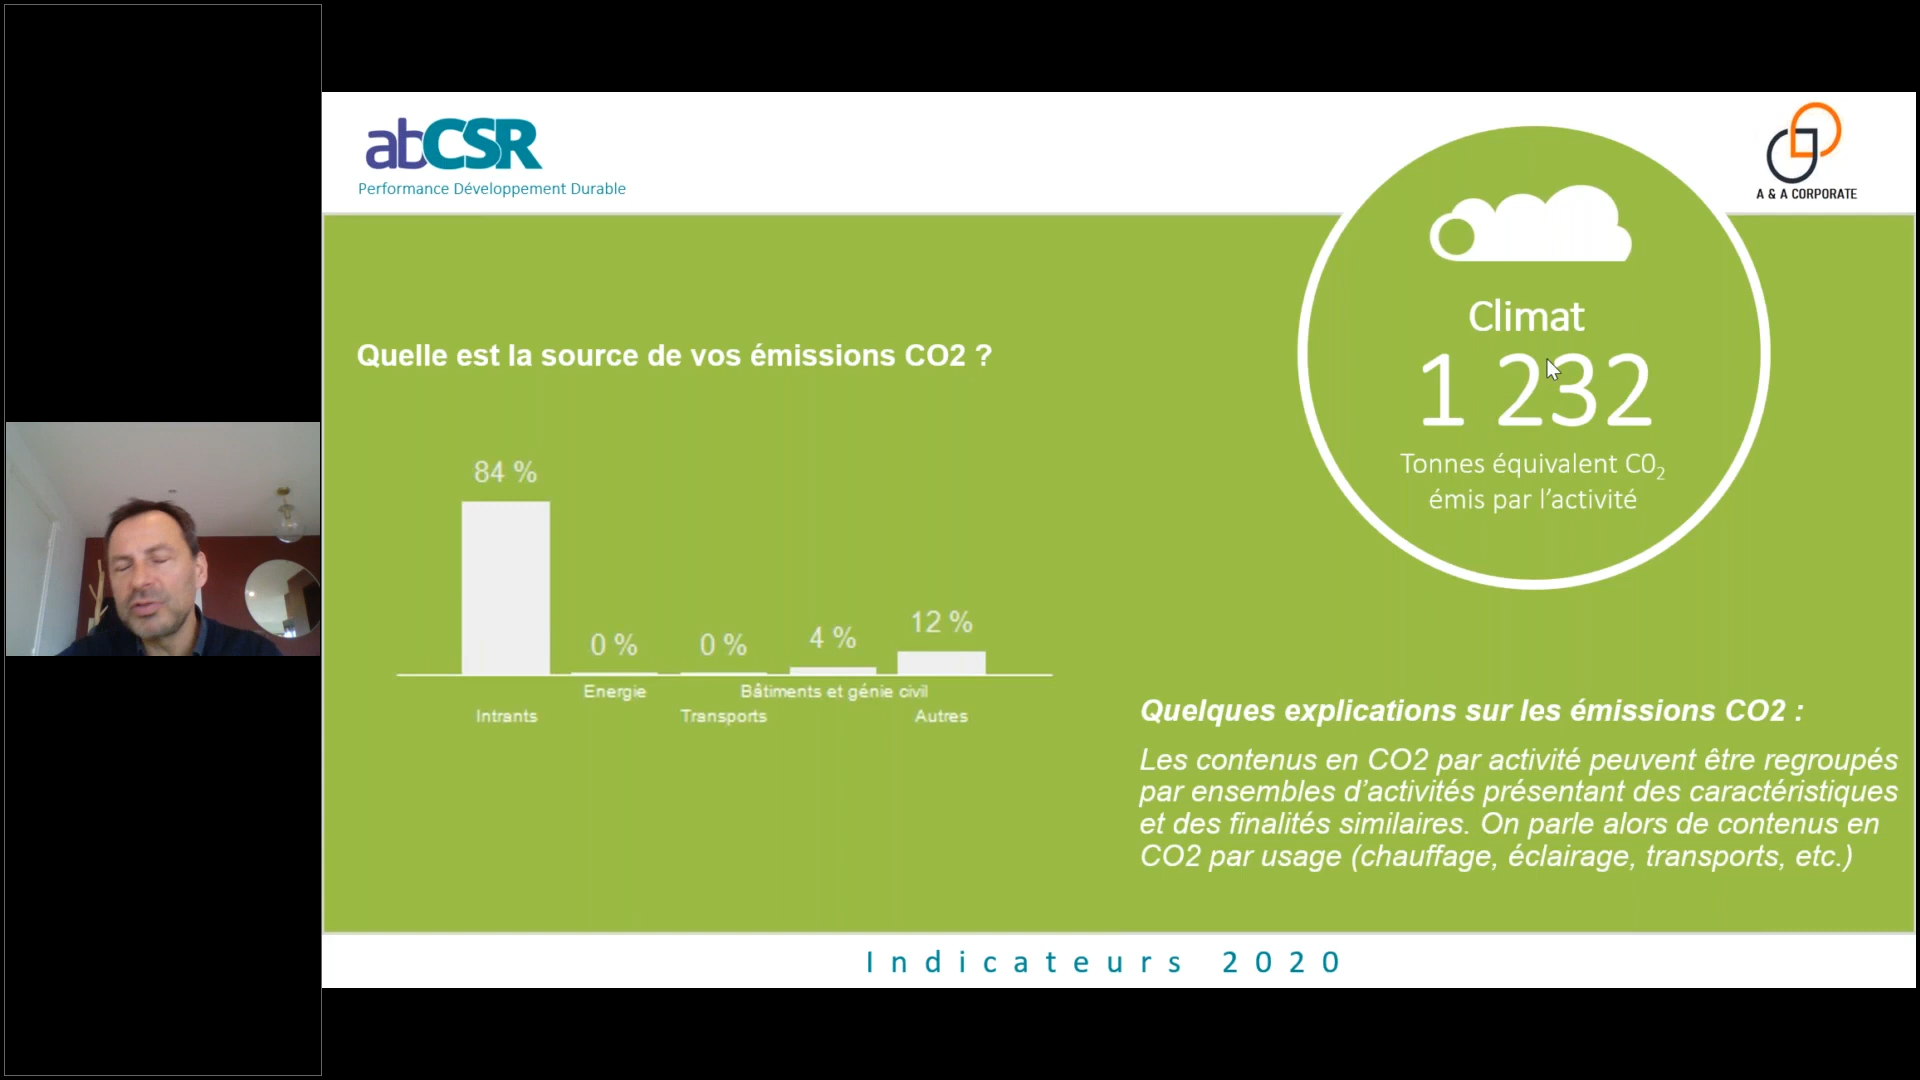 abCSR
Performance Développement Durable
A & A CORPORATE
Climat
1 232
Tonnes équivalent C0₂
émis par l’activité
Quelle est la source de vos émissions CO2 ?
84 %
0 %
0 %
4 %
12 %
Energie
Bâtiments et génie civil
Intrants
Transports
Autres
Quelques explications sur les émissions CO2 :
Les contenus en CO2 par activité peuvent être regroupés
par ensembles d’activités présentant des caractéristiques
et des finalités similaires. On parle alors de contenus en
CO2 par usage (chauffage, éclairage, transports, etc.)
Indicateurs 2020